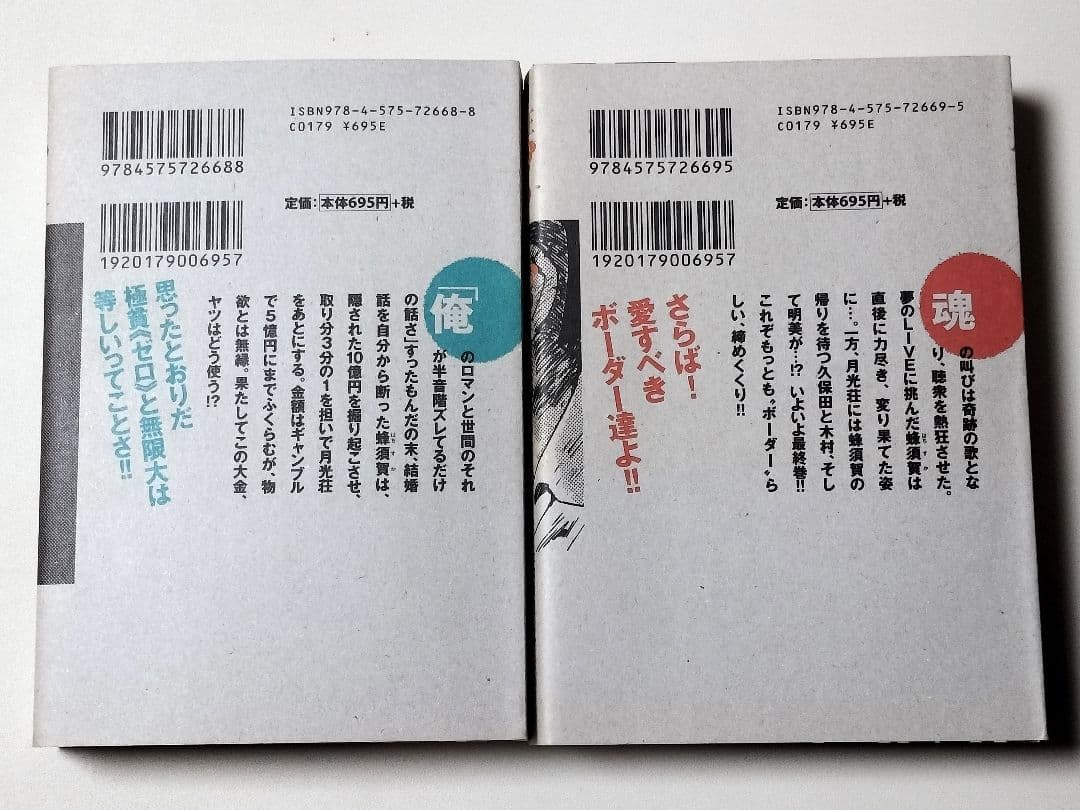 ISBN978-4-575-72668-8
C0179 ¥695E
9784575726688
定価：本体695円+税
1920179006957
「俺
のロマンと世間のそれ
が半音階ズレてるだけ
の話さ」すったもんだの末、結婚
話を自分から断った蜂須賀は、
はちすか
隠された10億円を掘り起こさせ、
取り分3分の1を担いで月光荘
をあとにする。金額はギャンブル
で5億円にまでふくらむが、物
欲とは無縁。果たしてこの大金、
ヤツはどう使う!?
思ったとおりだ
極貧〈ゼロ〉と無限大は
等しいってことさ!!
ISBN978-4-575-72669-5
C0179 ¥695E
9784575726695
定価：本体695円+税
1920179006957
魂
の叫びは奇跡の歌とな
り、聴衆を熱狂させた。
夢のLIVEに挑んだ蜂須賀は
はちすか
直後に力尽き、変り果てた姿
に…。一方、月光荘には蜂須賀の
帰りを待つ久保田と木村、そし
て明美が…!? いよいよ最終巻!!
これぞもっとも〝ボーダー〟ら
しい、締めくくり!!
さらば！
愛すべき
ボーダー達よ!!